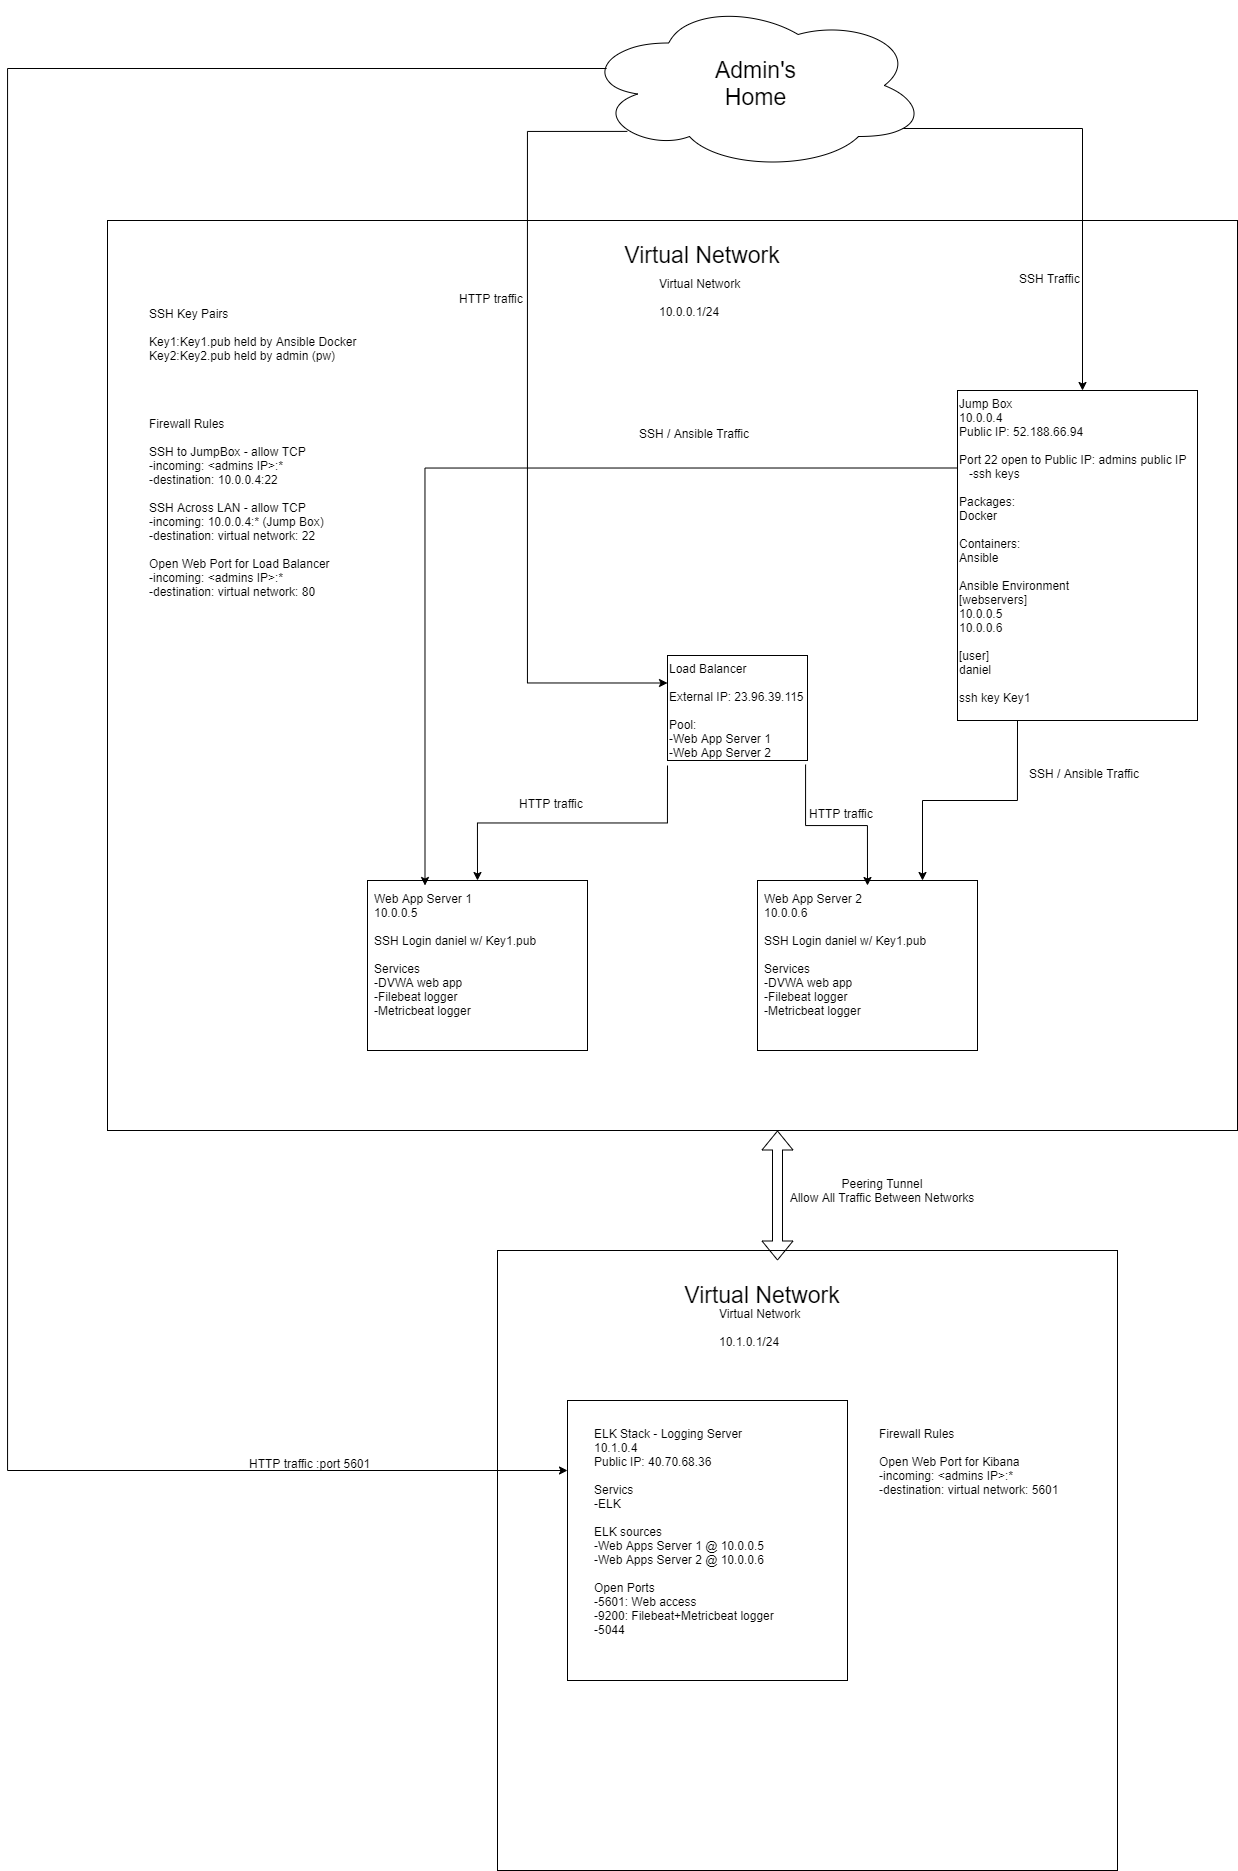 Admin's
Home
Virtual Network
Virtual Network
10.0.0.1/24
HTTP traffic
SSH Traffic
SSH Key Pairs
Key1:Key1.pub held by Ansible Docker
Key2:Key2.pub held by admin (pw)
Firewall Rules
SSH to JumpBox - allow TCP
-incoming: <admins IP>:*
-destination: 10.0.0.4:22
SSH Across LAN - allow TCP
-incoming: 10.0.0.4:* (Jump Box)
-destination: virtual network: 22
Open Web Port for Load Balancer
-incoming: <admins IP>:*
-destination: virtual network: 80
SSH / Ansible Traffic
Jump Box
10.0.0.4
Public IP: 52.188.66.94
Port 22 open to Public IP: admins public IP
-ssh keys
Packages:
Docker
Containers:
Ansible
Ansible Environment
[webservers]
10.0.0.5
10.0.0.6
[user]
daniel
ssh key Key1
Load Balancer
External IP: 23.96.39.115
Pool:
-Web App Server 1
-Web App Server 2
SSH / Ansible Traffic
HTTP traffic
HTTP traffic
Web App Server 1
10.0.0.5
SSH Login daniel w/ Key1.pub
Services
-DVWA web app
-Filebeat logger
-Metricbeat logger
Web App Server 2
10.0.0.6
SSH Login daniel w/ Key1.pub
Services
-DVWA web app
-Filebeat logger
-Metricbeat logger
Peering Tunnel
Allow All Traffic Between Networks
Virtual Network
Virtual Network
10.1.0.1/24
HTTP traffic :port 5601
ELK Stack - Logging Server
10.1.0.4
Public IP: 40.70.68.36
Servics
-ELK
ELK sources
-Web Apps Server 1 @ 10.0.0.5
-Web Apps Server 2 @ 10.0.0.6
Open Ports
-5601: Web access
-9200: Filebeat+Metricbeat logger
-5044
Firewall Rules
Open Web Port for Kibana
-incoming: <admins IP>:*
-destination: virtual network: 5601